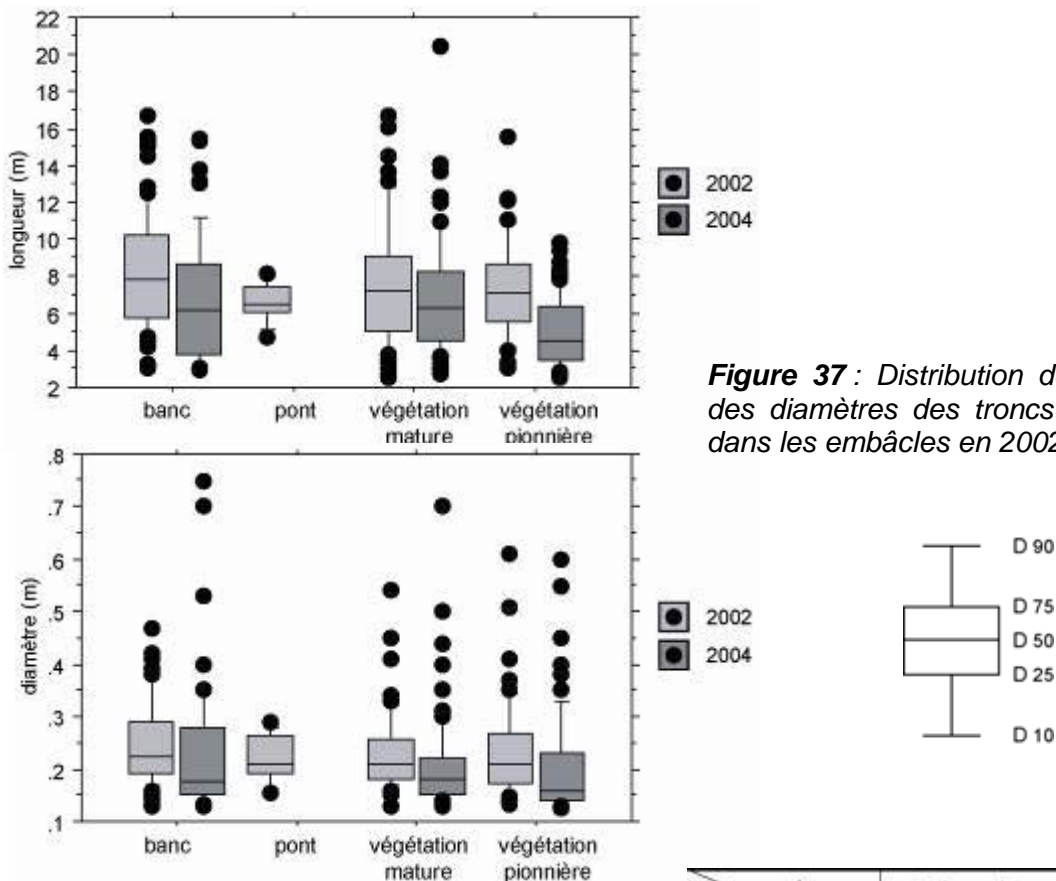 22
20
18
16
14
12
10
8
6
4
2
longueur (m)
banc pont végétation mature végétation pionnière
2002
2004
Figure 37 : Distribution d
des diamètres des troncs
dans les embâcles en 2002
.8
.7
.6
.5
.4
.3
.2
.1
diamètre (m)
banc pont végétation mature végétation pionnière
2002
2004
D 90
D 75
D 50
D 25
D 10